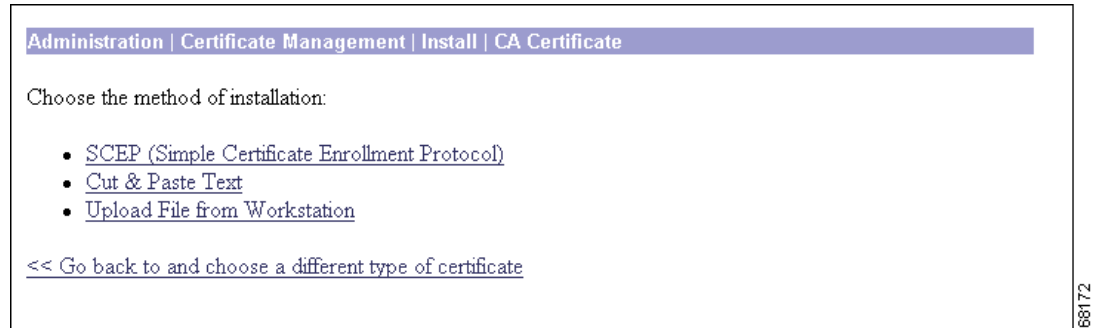 Administration | Certificate Management | Install | CA Certificate
Choose the method of installation:
• SCEP (Simple Certificate Enrollment Protocol)
• Cut & Paste Text
• Upload File from Workstation
<< Go back to and choose a different type of certificate
68172